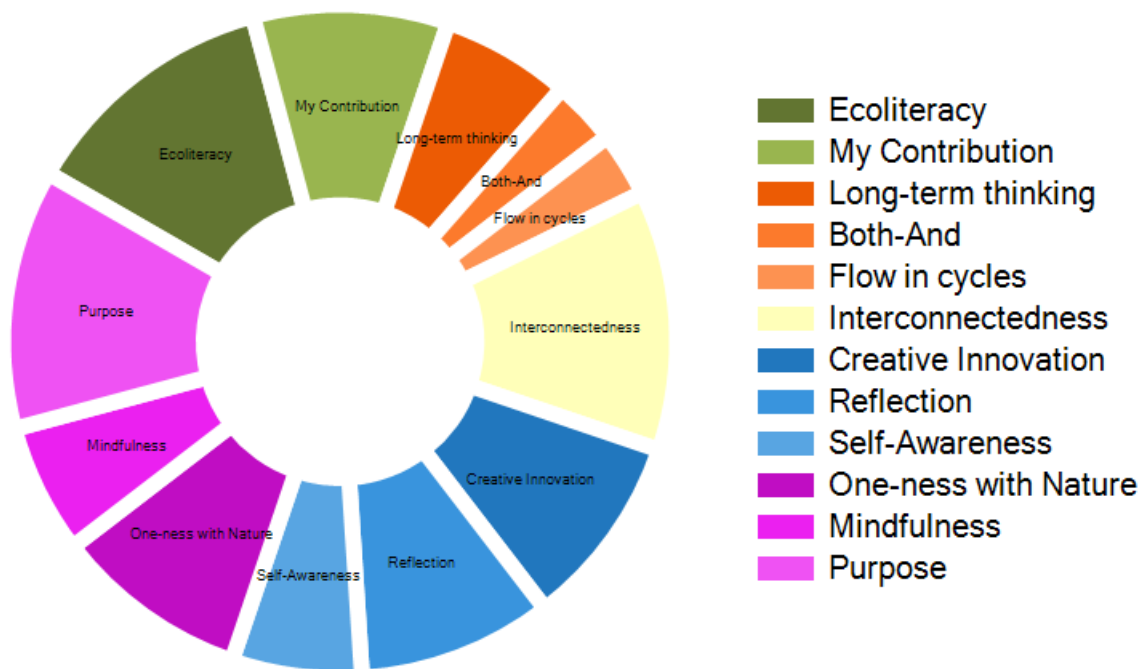 My Contribution
Long-term thinking
Ecoliteracy
Both-And
Flow in cycles
Purpose
Interconnectedness
Mindfulness
Creative Innovation
One-ness with Nature
Reflection
Self-Awareness
Ecoliteracy
My Contribution
Long-term thinking
Both-And
Flow in cycles
Interconnectedness
Creative Innovation
Reflection
Self-Awareness
One-ness with Nature
Mindfulness
Purpose